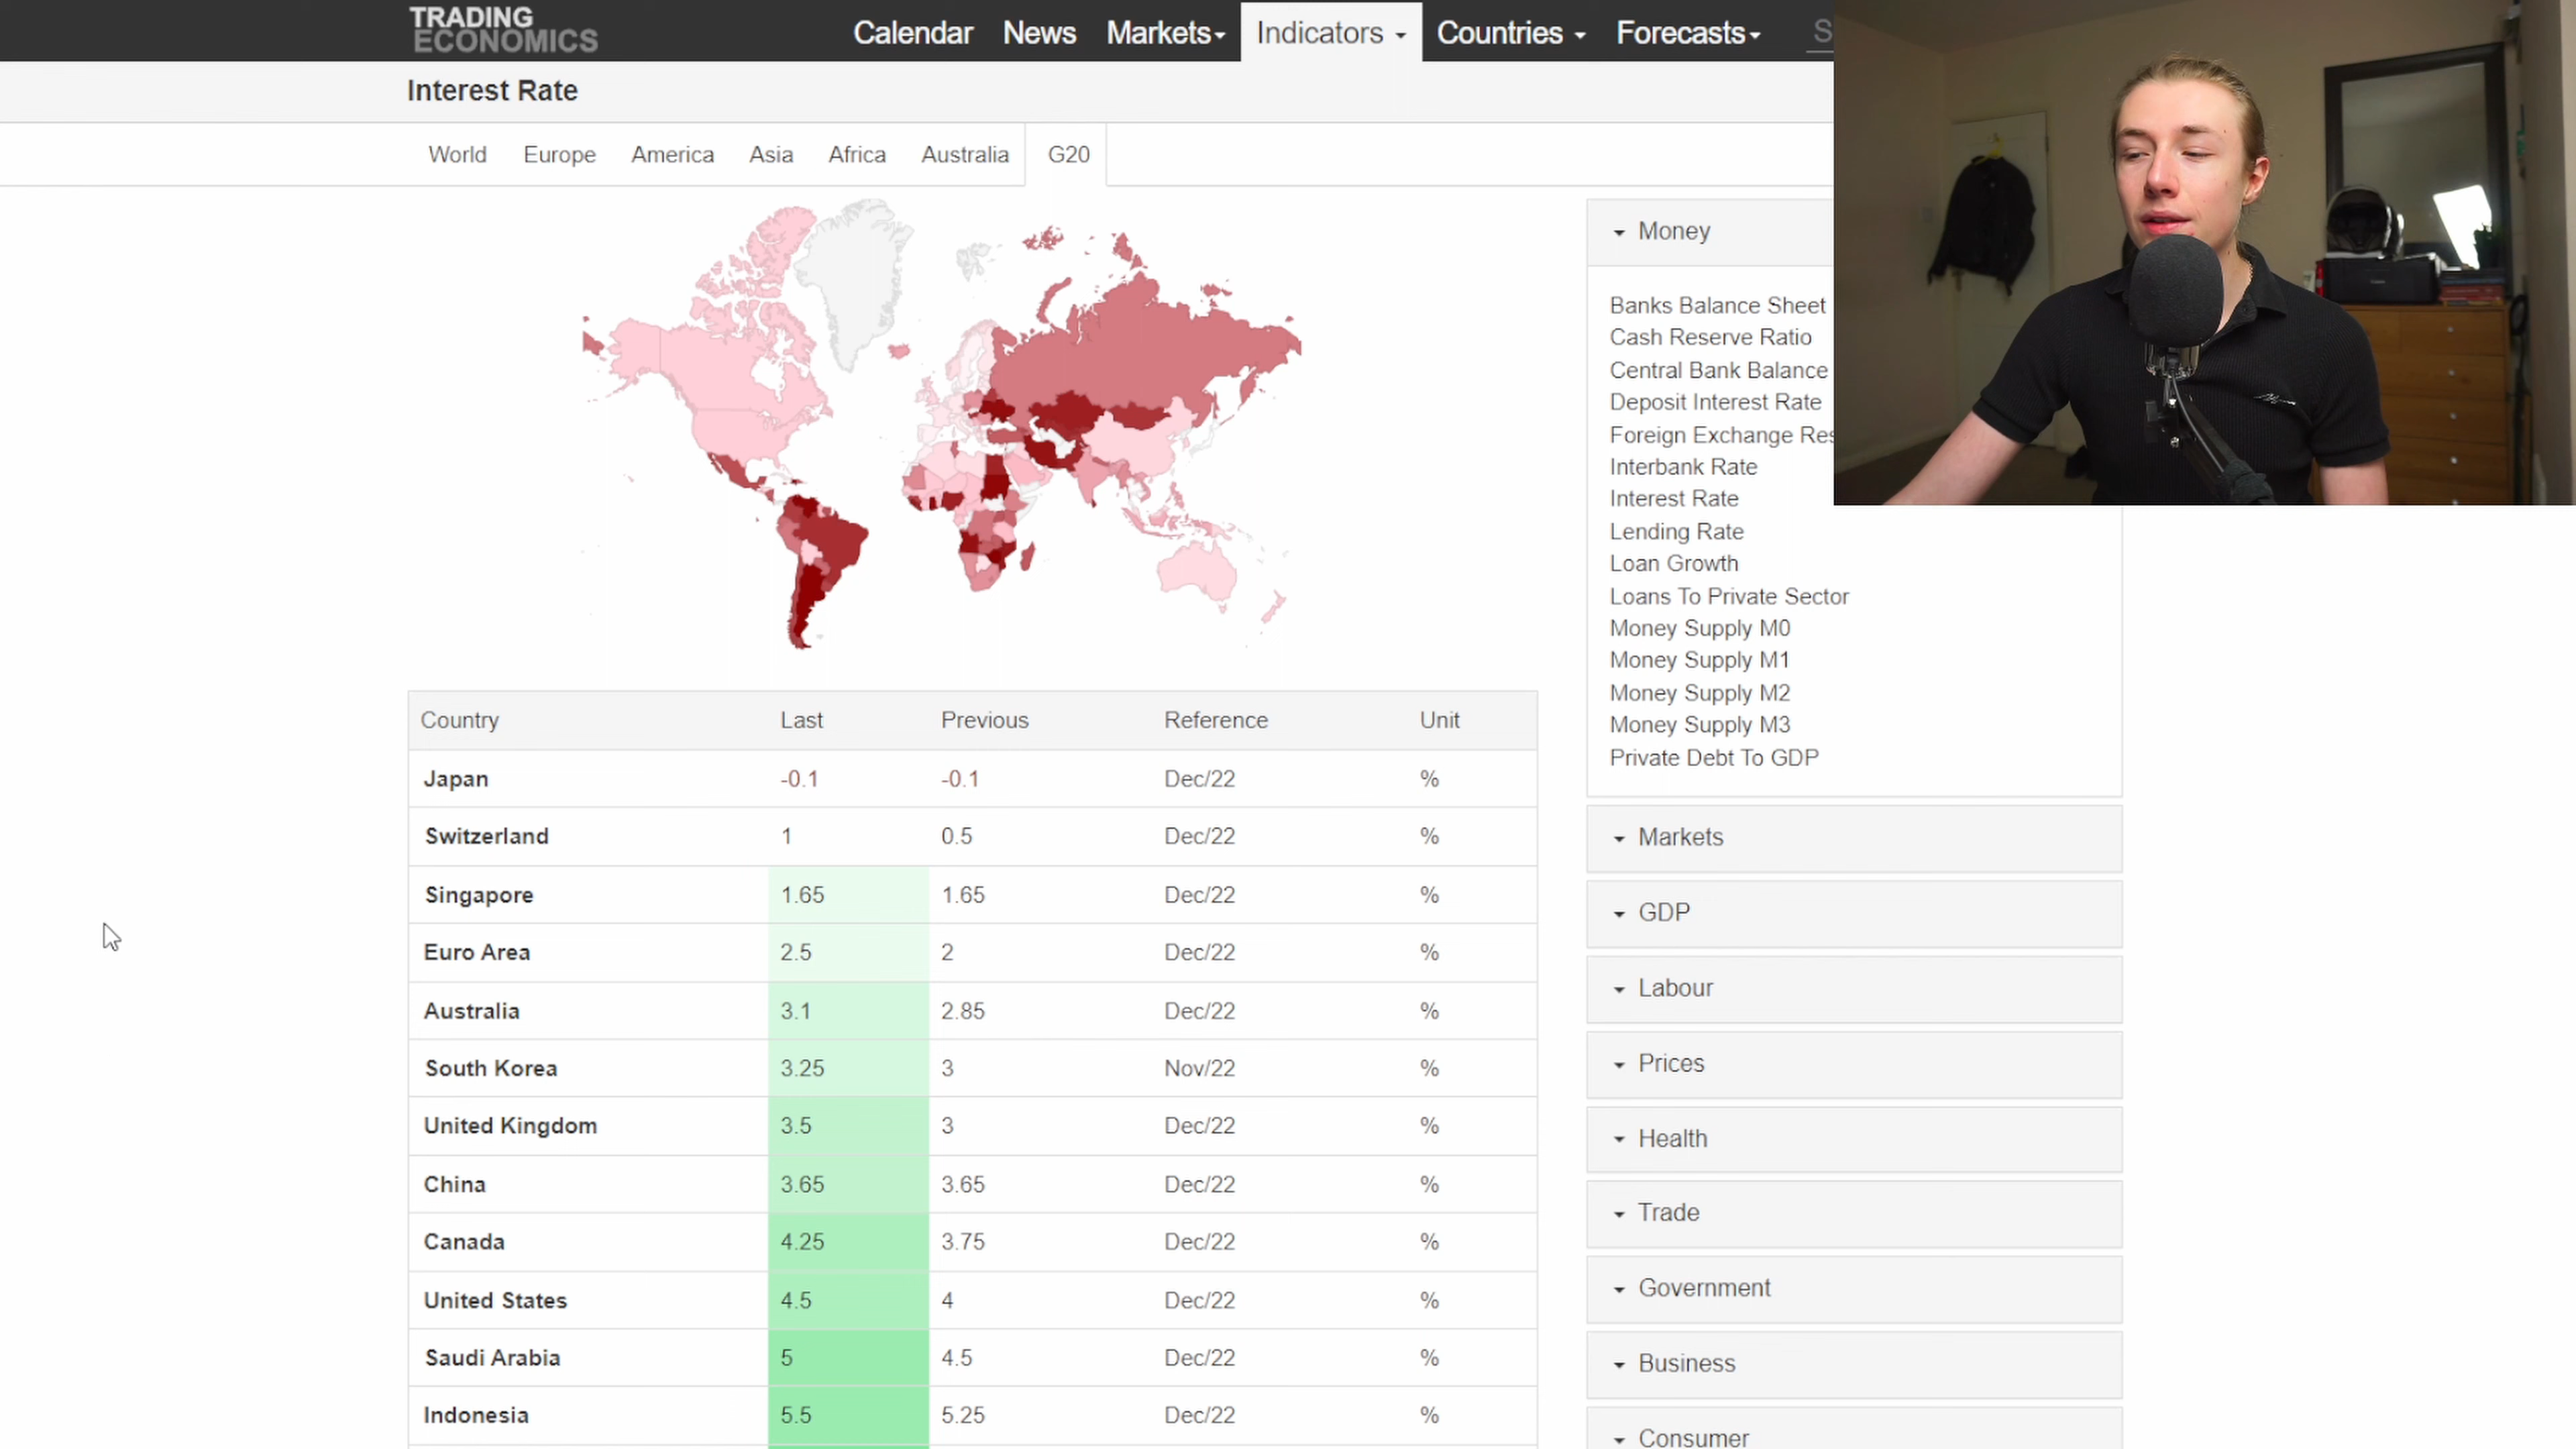 TRADING
ECONOMICS
Calendar News Markets Indicators Countries Forecasts S
Interest Rate
World Europe America Asia Africa Australia G20
Money
Banks Balance Sheet
Cash Reserve Ratio
Central Bank Balance
Deposit Interest Rate
Foreign Exchange Res
Interbank Rate
Interest Rate
Lending Rate
Loan Growth
Loans To Private Sector
Money Supply M0
Money Supply M1
Money Supply M2
Money Supply M3
Private Debt To GDP
Country Last Previous Reference Unit
Japan -0.1 -0.1 Dec/22 %
Switzerland 1 0.5 Dec/22 %
Singapore 1.65 1.65 Dec/22 %
Euro Area 2.5 2 Dec/22 %
Australia 3.1 2.85 Dec/22 %
South Korea 3.25 3 Nov/22 %
United Kingdom 3.5 3 Dec/22 %
China 3.65 3.65 Dec/22 %
Canada 4.25 3.75 Dec/22 %
United States 4.5 4 Dec/22 %
Saudi Arabia 5 4.5 Dec/22 %
Indonesia 5.5 5.25 Dec/22 %
Markets
GDP
Labour
Prices
Health
Trade
Government
Business
Consumer